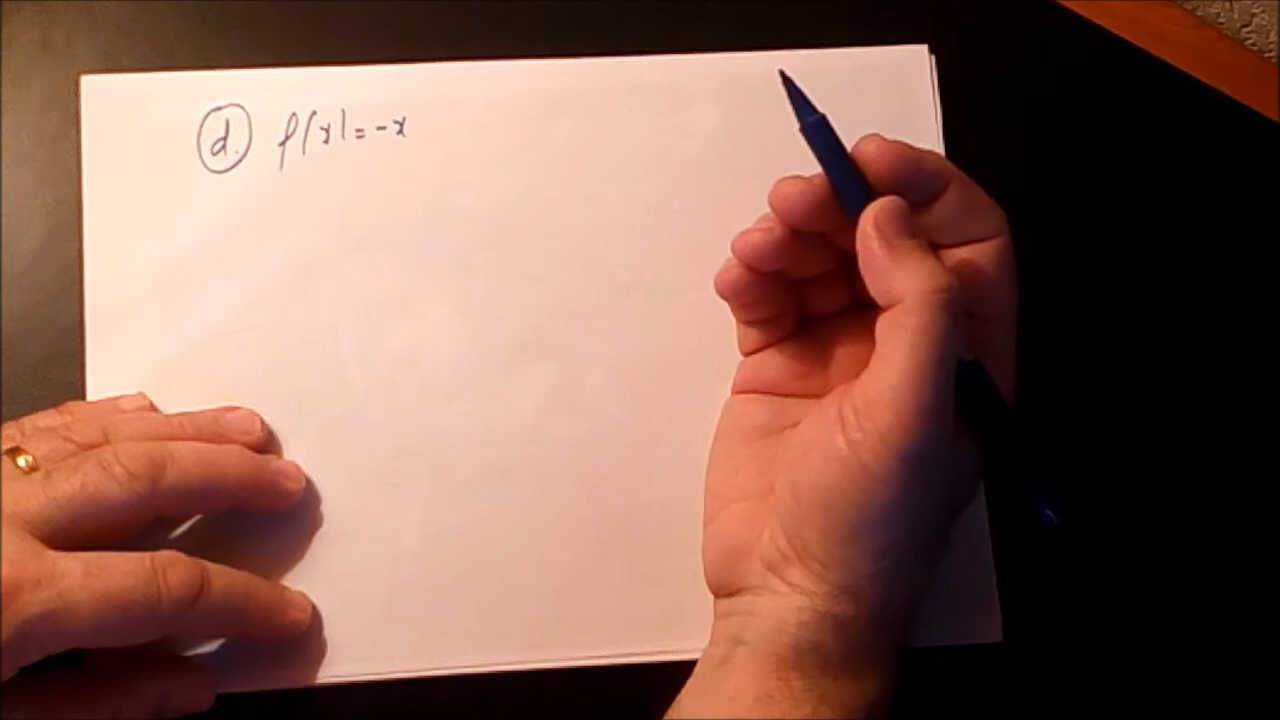 d. f(x) = -x